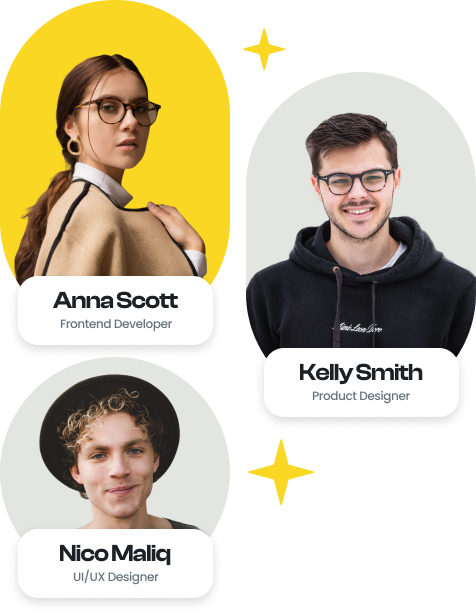 Anna Scott
Frontend Developer
Kelly Smith
Product Designer
Nico Maliq
UI/UX Designer